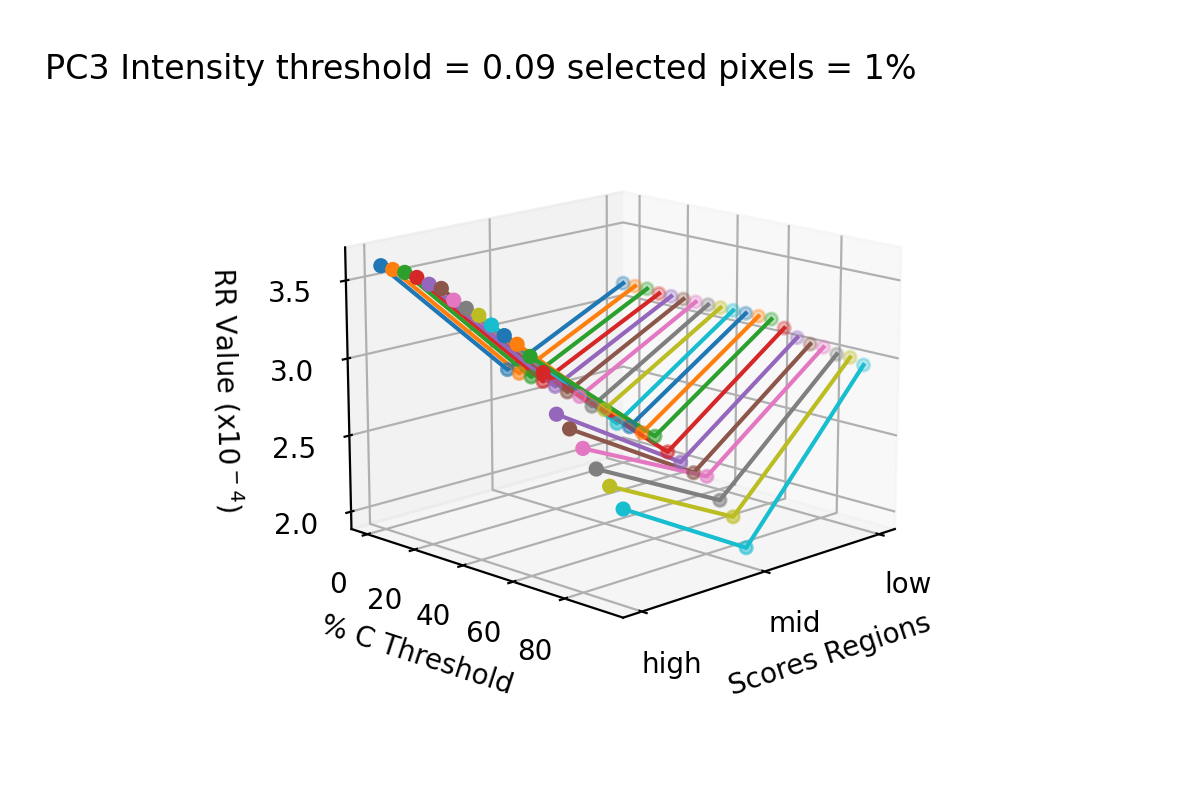 PC3 Intensity threshold = 0.09 selected pixels = 1%
RR Value (x10⁻⁴)
3.5
3.0
2.5
2.0
0
20
40
60
80
% C Threshold
high
mid
low
Scores Regions